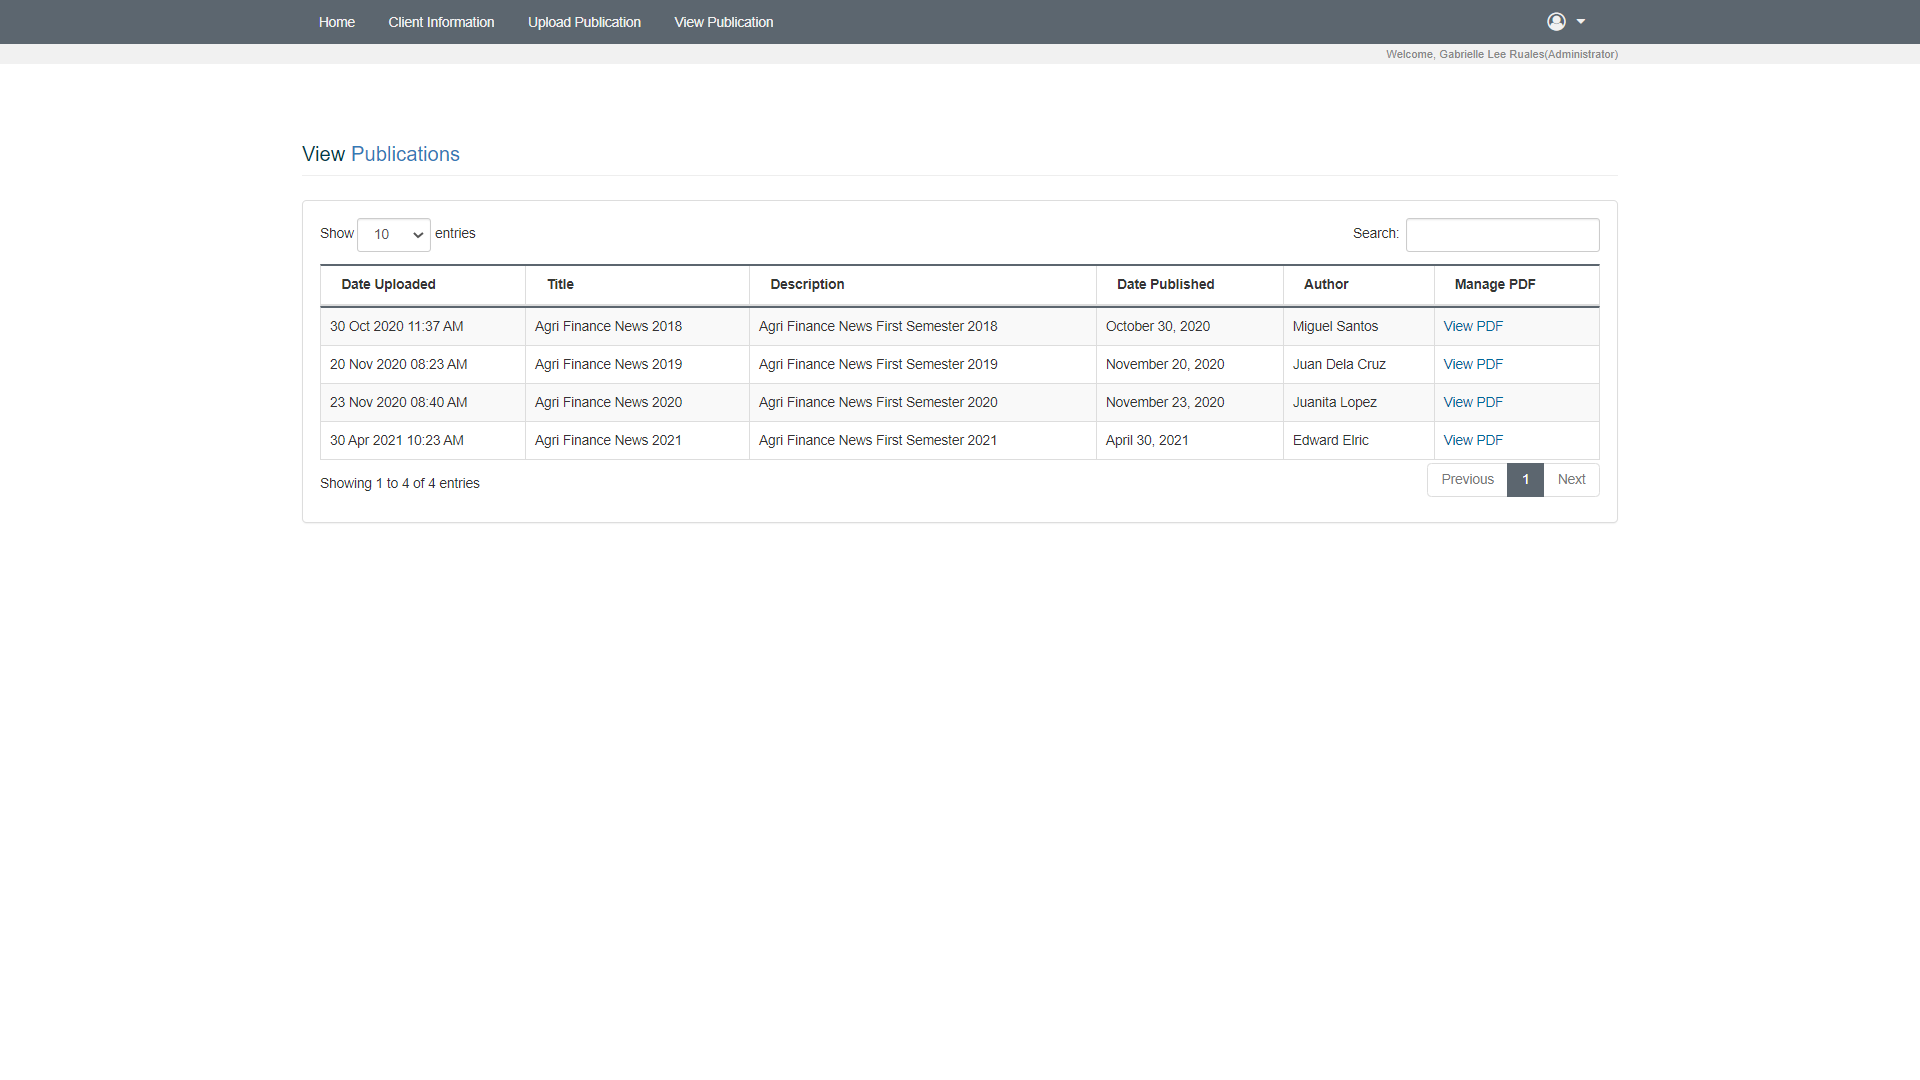 Home Client Information Upload Publication View Publication
Welcome, Gabrielle Lee Ruales(Administrator)
View Publications
Show 10 entries Search:
Date Uploaded Title Description Date Published Author Manage PDF
30 Oct 2020 11:37 AM Agri Finance News 2018 Agri Finance News First Semester 2018 October 30, 2020 Miguel Santos View PDF
20 Nov 2020 08:23 AM Agri Finance News 2019 Agri Finance News First Semester 2019 November 20, 2020 Juan Dela Cruz View PDF
23 Nov 2020 08:40 AM Agri Finance News 2020 Agri Finance News First Semester 2020 November 23, 2020 Juanita Lopez View PDF
30 Apr 2021 10:23 AM Agri Finance News 2021 Agri Finance News First Semester 2021 April 30, 2021 Edward Elric View PDF
Showing 1 to 4 of 4 entries Previous 1 Next